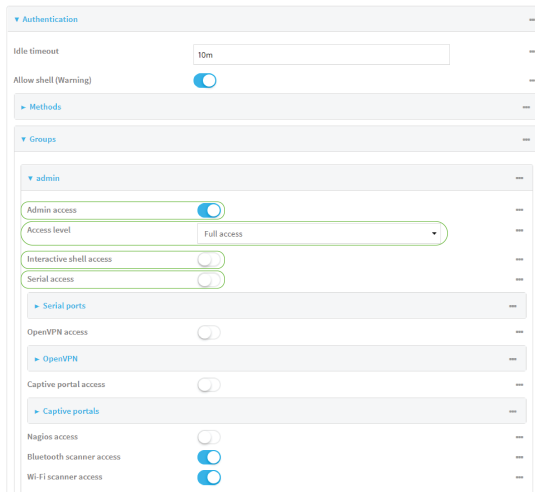 Authentication
Idle timeout 10m
Allow shell (Warning)
Methods
Groups
admin
Admin access
Access level Full access
Interactive shell access
Serial access
Serial ports
OpenVPN access
OpenVPN
Captive portal access
Captive portals
Nagios access
Bluetooth scanner access
Wi-Fi scanner access